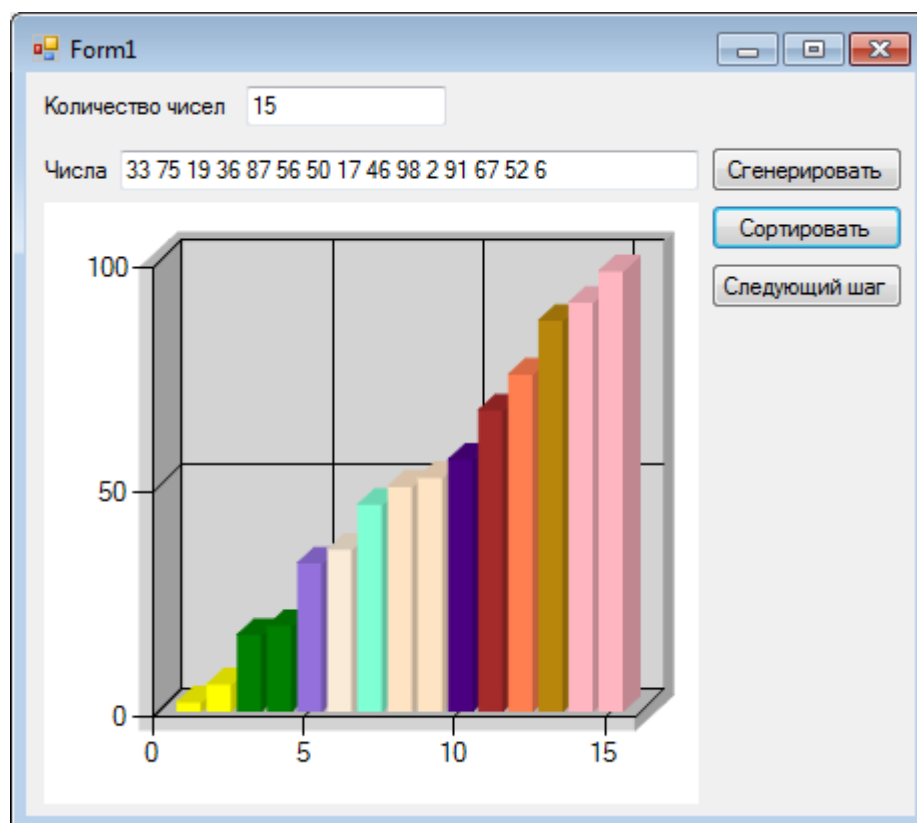 Form1
Количество чисел 15
Числа 33 75 19 36 87 56 50 17 46 98 2 91 67 52 6 Сгенерировать
Сортировать
Следующий шаг
100
50
0
0 5 10 15